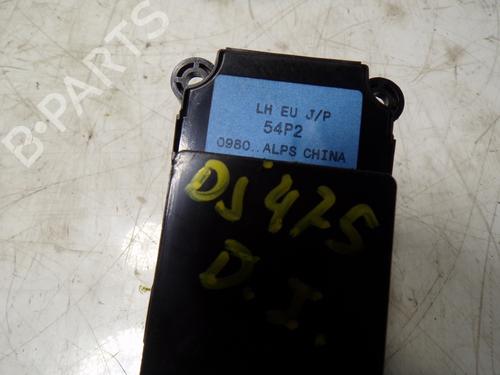 B-PARTS
LH EU J/P
54P2
0980.. ALPS CHINA
DJ475
D.I.